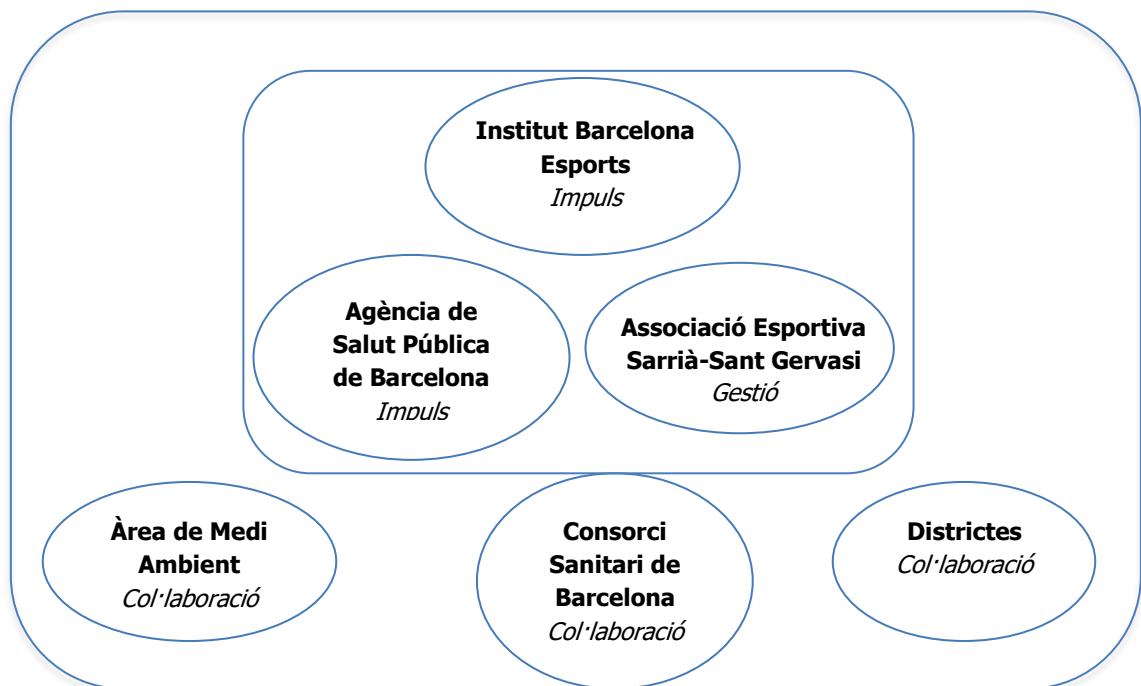 Institut Barcelona
Esports
Impuls
Agència de
Salut Pública
de Barcelona
Impuls
Associació Esportiva
Sarrià-Sant Gervasi
Gestió
Àrea de Medi
Ambient
Col·laboració
Consorci
Sanitari de
Barcelona
Col·laboració
Districtes
Col·laboració